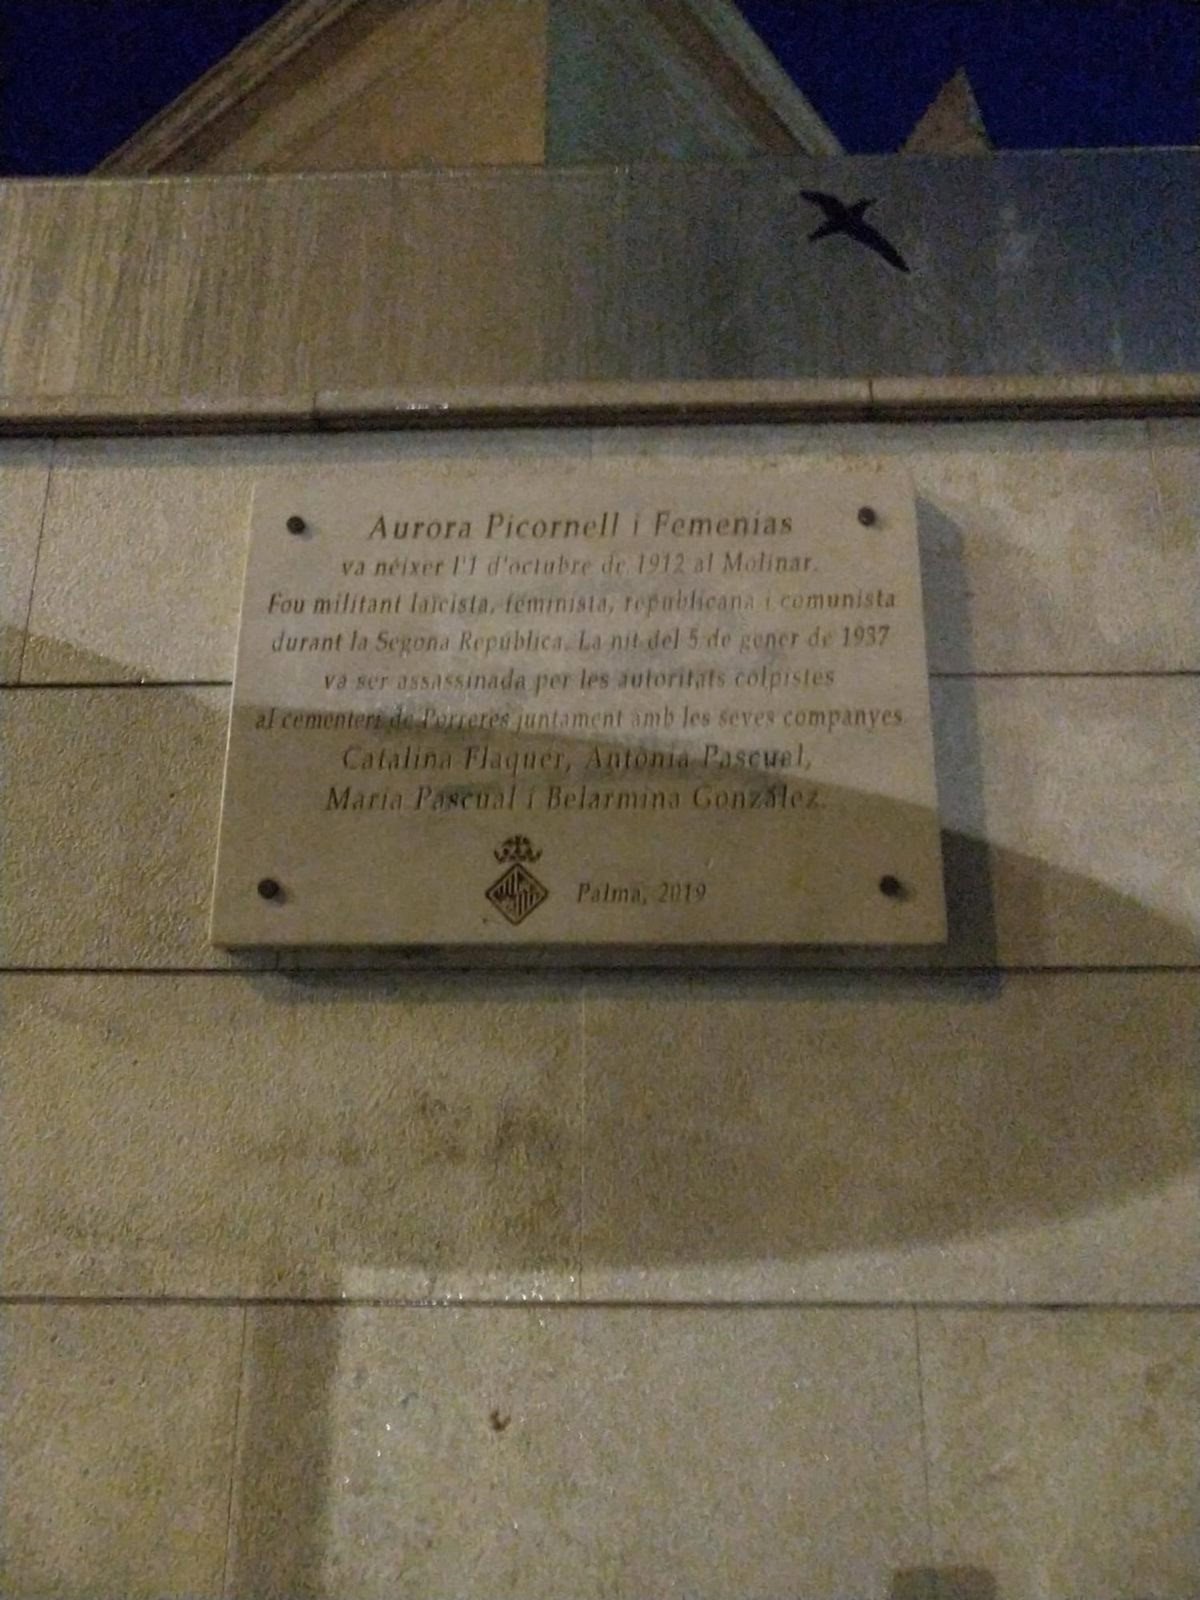 Aurora Picornell i Femenias
va néixer l'1 d'octubre de 1912 al Molinar.
Fou militant laïcista, feminista, republicana i comunista
durant la Segona República. La nit del 5 de gener de 1937
va ser assassinada per les autoritats colpistes
al cementeri de Porreres juntament amb les seves companyes
Catalina Flaquer, Antònia Pascual,
Maria Pascual i Belarmina González.
Palma, 2019